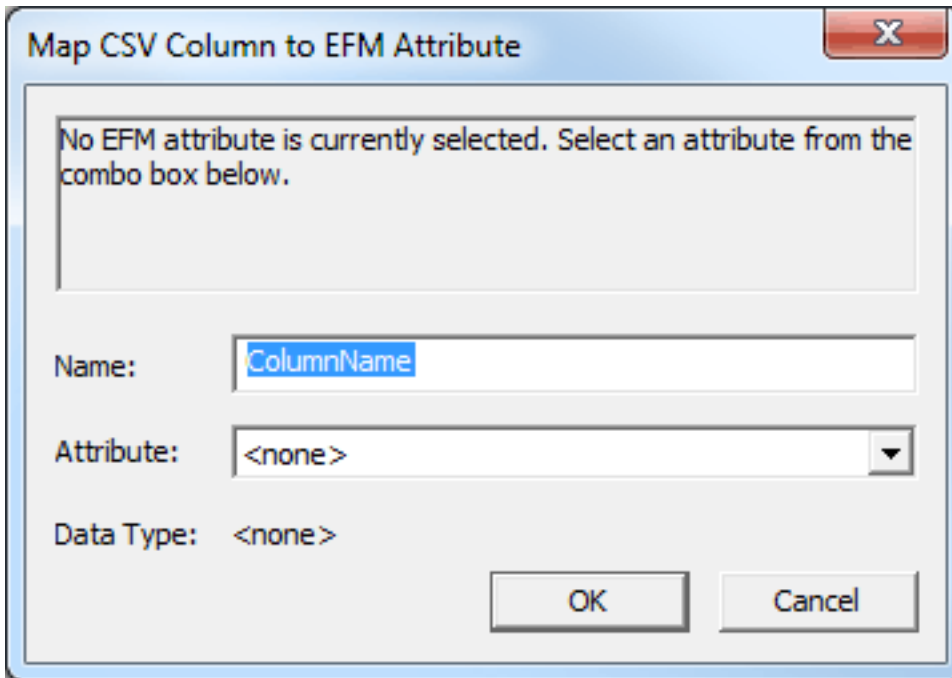 Map CSV Column to EFM Attribute
No EFM attribute is currently selected. Select an attribute from the
combo box below.
Name: ColumnName
Attribute: <none>
Data Type: <none>
OK Cancel